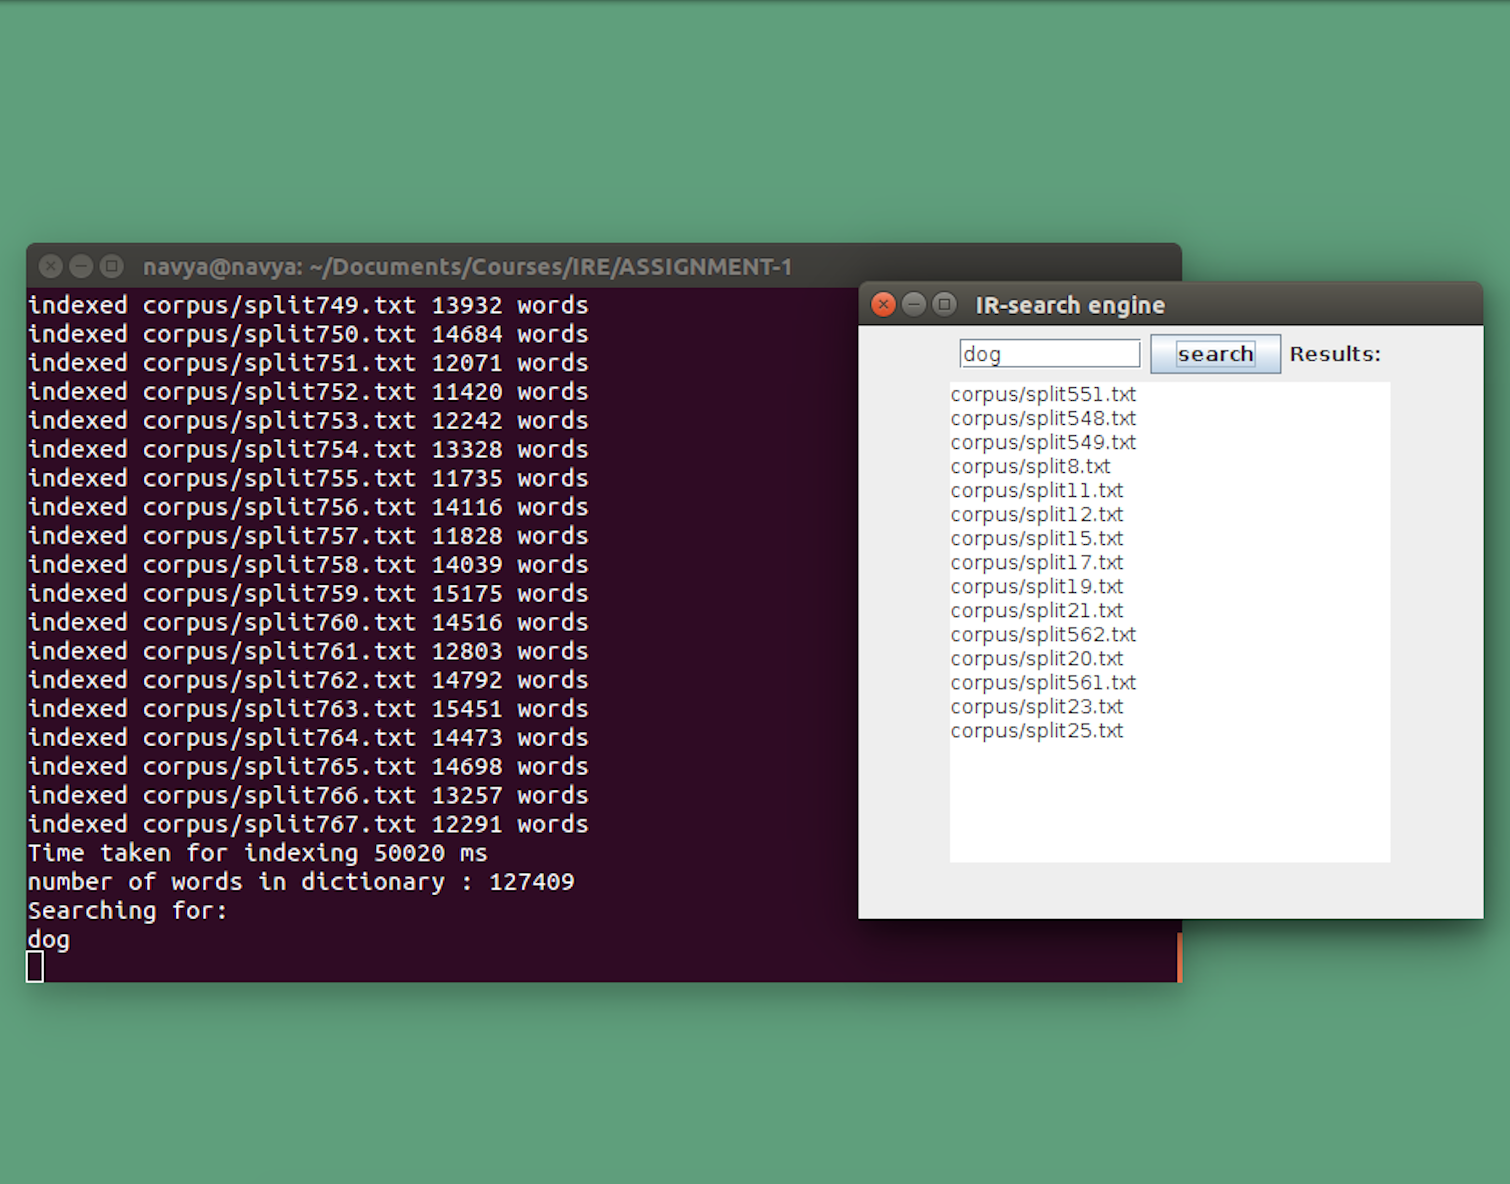 navya@navya: ~/Documents/Courses/IRE/ASSIGNMENT-1
indexed corpus/split749.txt 13932 words
indexed corpus/split750.txt 14684 words
indexed corpus/split751.txt 12071 words
indexed corpus/split752.txt 11420 words
indexed corpus/split753.txt 12242 words
indexed corpus/split754.txt 13328 words
indexed corpus/split755.txt 11735 words
indexed corpus/split756.txt 14116 words
indexed corpus/split757.txt 11828 words
indexed corpus/split758.txt 14039 words
indexed corpus/split759.txt 15175 words
indexed corpus/split760.txt 14516 words
indexed corpus/split761.txt 12803 words
indexed corpus/split762.txt 14792 words
indexed corpus/split763.txt 15451 words
indexed corpus/split764.txt 14473 words
indexed corpus/split765.txt 14698 words
indexed corpus/split766.txt 13257 words
indexed corpus/split767.txt 12291 words
Time taken for indexing 50020 ms
number of words in dictionary : 127409
Searching for:
dog
IR-search engine
dog search Results:
corpus/split551.txt
corpus/split548.txt
corpus/split549.txt
corpus/split8.txt
corpus/split11.txt
corpus/split12.txt
corpus/split15.txt
corpus/split17.txt
corpus/split19.txt
corpus/split21.txt
corpus/split562.txt
corpus/split20.txt
corpus/split561.txt
corpus/split23.txt
corpus/split25.txt